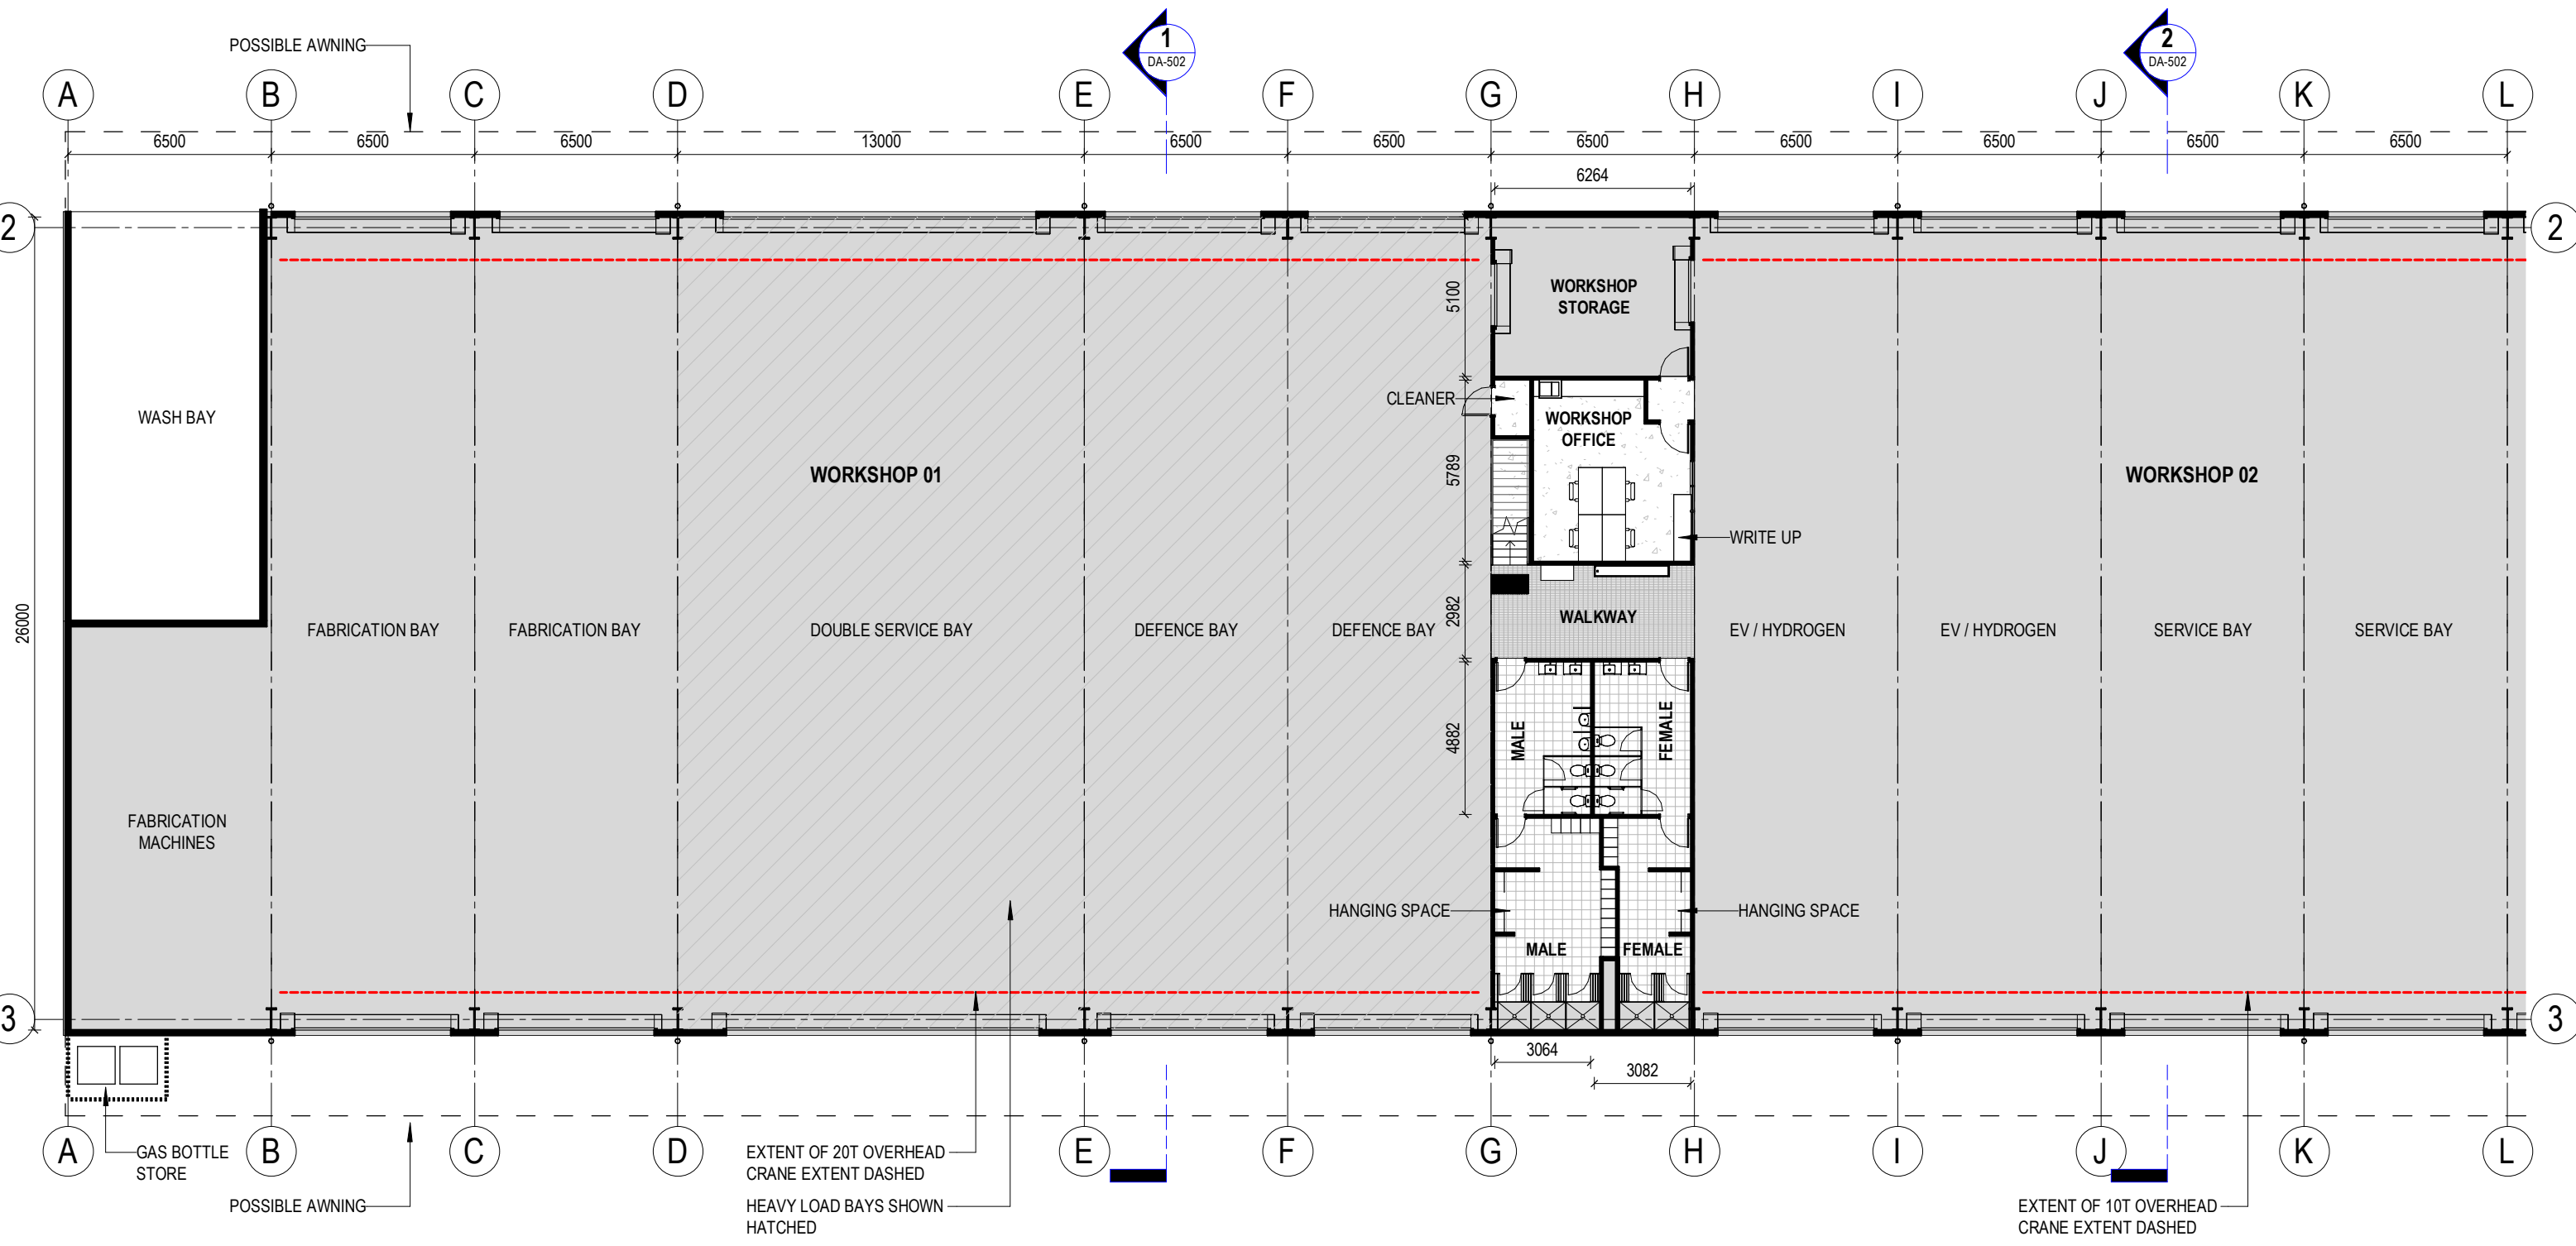 POSSIBLE AWNING
1
DA-502
2
DA-502
A B C D E F G H I J K L
6500 6500 6500 13000 6500 6500 6500 6500 6500 6500 6500
6264
2 2
5100
WORKSHOP
STORAGE
CLEANER
WASH BAY
WORKSHOP
OFFICE
WORKSHOP 01
5789
WORKSHOP 02
WRITE UP
26000
2982
WALKWAY
FABRICATION BAY FABRICATION BAY DOUBLE SERVICE BAY DEFENCE BAY DEFENCE BAY EV / HYDROGEN EV / HYDROGEN SERVICE BAY SERVICE BAY
4882
MALE
FEMALE
FABRICATION
MACHINES
HANGING SPACE HANGING SPACE
MALE FEMALE
3 3
3064
3082
A B C D E F G H I J K L
GAS BOTTLE
STORE
EXTENT OF 20T OVERHEAD
CRANE EXTENT DASHED
POSSIBLE AWNING
HEAVY LOAD BAYS SHOWN
HATCHED
EXTENT OF 10T OVERHEAD
CRANE EXTENT DASHED